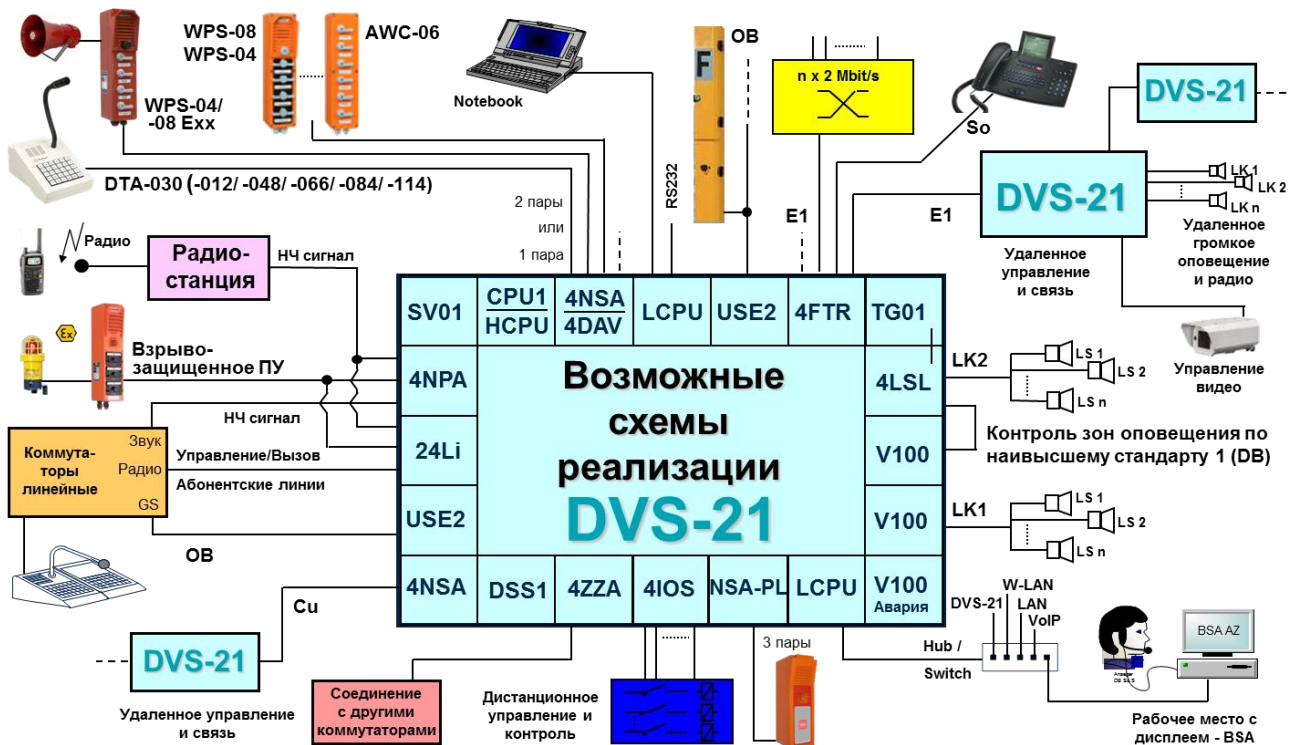 WPS-08
WPS-04
AWC-06
WPS-04/
-08 Exx
DTA-030 (-012/ -048/ -066/ -084/ -114)
Notebook
RS232
OB
F
n x 2 Mbit/s
E1
So
E1
DVS-21
DVS-21
LK 1
LK 2
LK n
Удаленное
управление
и связь
Удаленное
громкое
оповещение
и радио
Управление
видео
2 пары
или
1 пара
Радио
Радио-
станция
НЧ сигнал
Ex
Взрыво-
защищенное ПУ
НЧ сигнал
Коммута-
торы
линейные
Звук
Радио
GS
Управление/Вызов
Абонентские линии
OB
SV01
CPU1
HCPU
4NSA
4DAV
LCPU
USE2
4FTR
TG01
4NPA
24Li
USE2
4NSA
DSS1
4ZZA
4IOS
NSA-PL
LCPU
4LSL
V100
V100
V100
Авария
Возможные
схемы
реализации
DVS-21
LK2
LS 1
LS 2
LS n
Контроль зон оповещения по
наивысшему стандарту 1 (DB)
LK1
LS 1
LS 2
LS n
Cu
DVS-21
Удаленное управление
и связь
Соединение
с другими
коммутаторами
Дистанционное
управление и
контроль
3 пары
Hub /
Switch
DVS-21
W-LAN
LAN
VoIP
BSA AZ
Рабочее место с
дисплеем - BSA